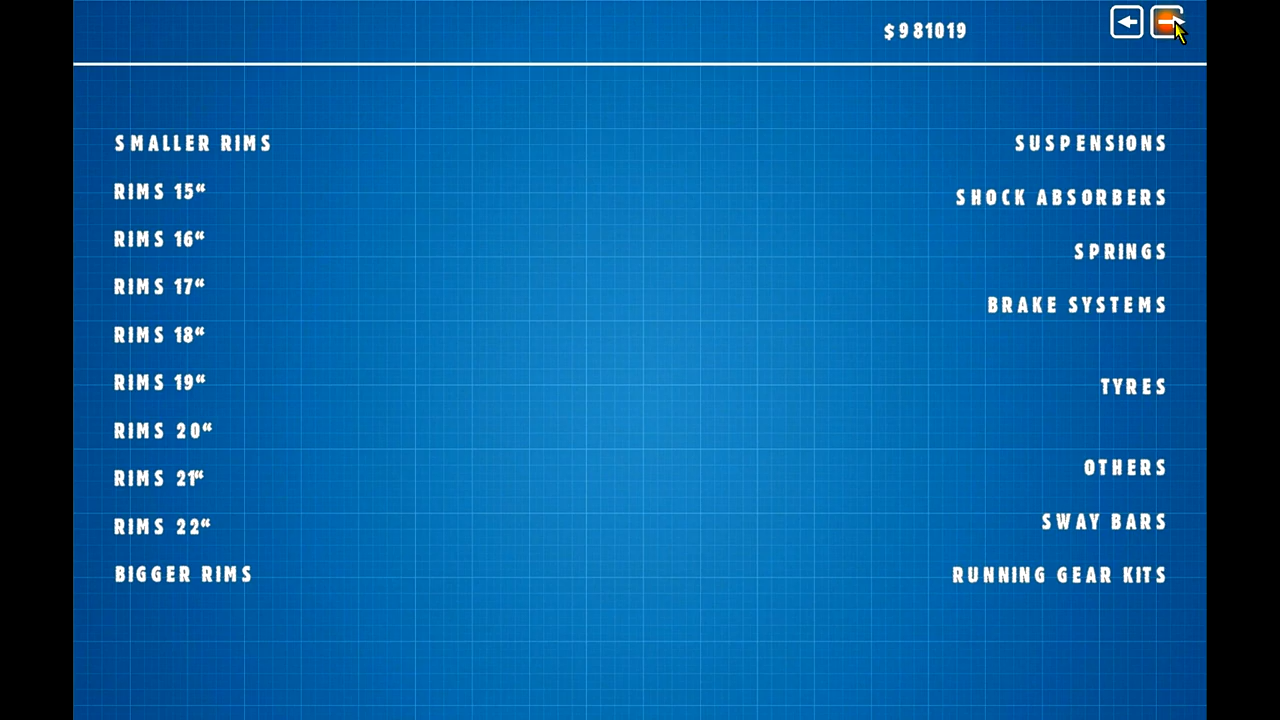 $981019
SMALLER RIMS
RIMS 15“
RIMS 16“
RIMS 17“
RIMS 18“
RIMS 19“
RIMS 20“
RIMS 21“
RIMS 22“
BIGGER RIMS
SUSPENSIONS
SHOCK ABSORBERS
SPRINGS
BRAKE SYSTEMS
TYRES
OTHERS
SWAY BARS
RUNNING GEAR KITS